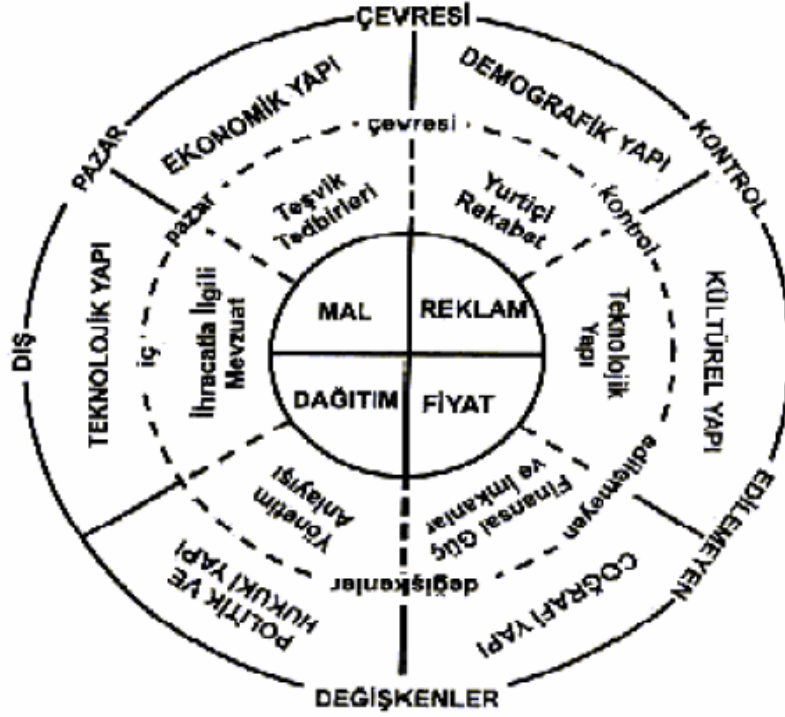 DIŞ PAZAR ÇEVRESİ KONTROL EDİLEMEYEN DEĞİŞKENLER
EKONOMİK YAPI
DEMOGRAFİK YAPI
KÜLTÜREL YAPI
COĞRAFİ YAPI
POLİTİK VE
HUKUKİ YAPI
TEKNOLOJİK YAPI
iç pazar çevresi kontrol edilemeyen değişkenler
Teşvik
Tedbirleri
Yurtiçi
Rekabet
Teknolojik
Yapı
Finansal Güç
ve İmkanlar
Yönetim
Anlayışı
İhracatla İlgili
Mevzuat
MAL
REKLAM
DAĞITIM
FİYAT